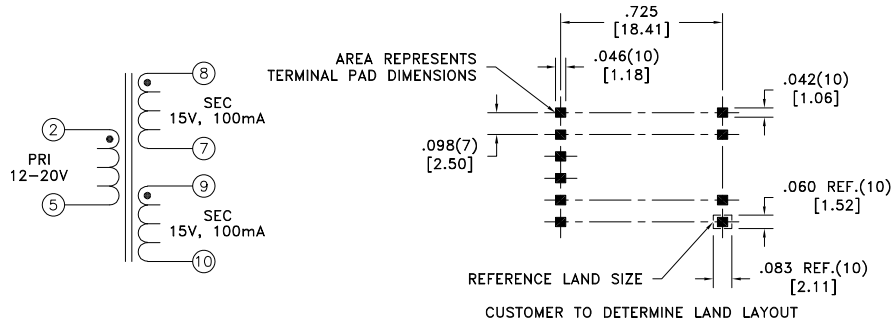 8
SEC
15V, 100mA
2
7
PRI
12–20V
9
5
SEC
15V, 100mA
10
.725
[18.41]
AREA REPRESENTS
TERMINAL PAD DIMENSIONS
.046(10)
[1.18]
.042(10)
[1.06]
.098(7)
[2.50]
.060 REF.(10)
[1.52]
REFERENCE LAND SIZE
.083 REF.(10)
[2.11]
CUSTOMER TO DETERMINE LAND LAYOUT